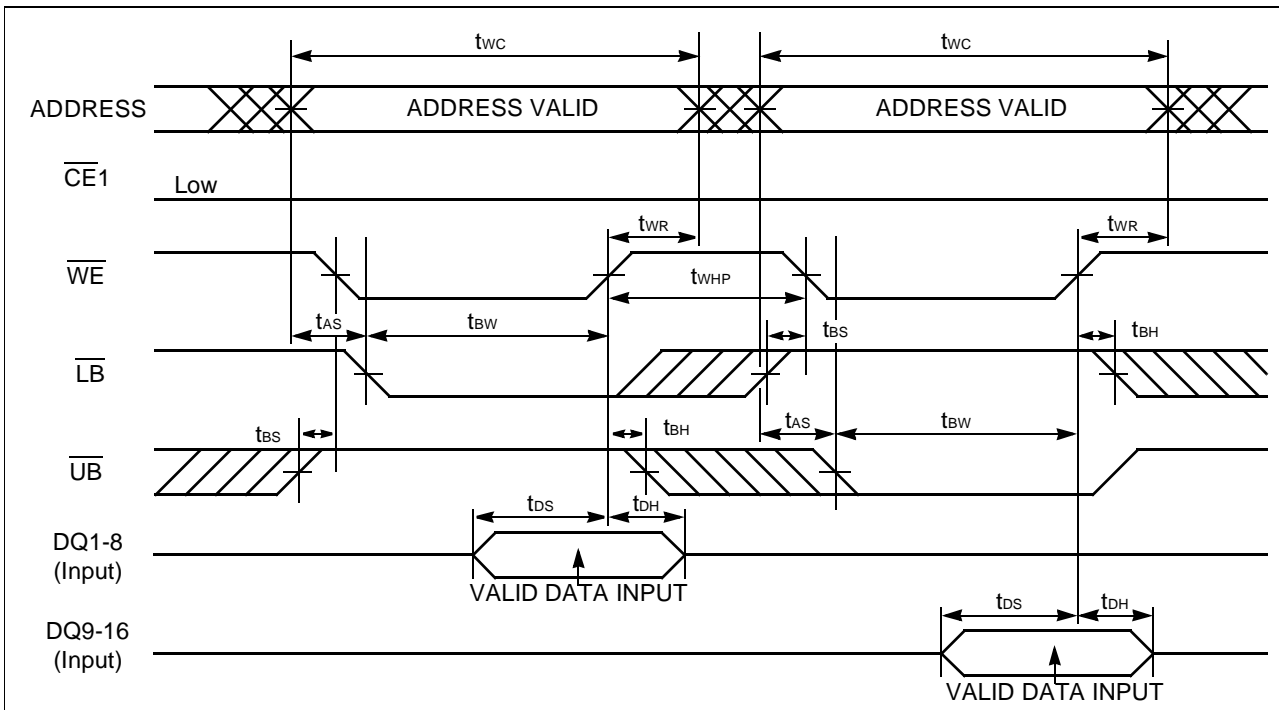 tWC tWC
ADDRESS ADDRESS VALID ADDRESS VALID
CE1 Low
tWR tWR
WE
tWHP
tAS tBW tBS tBH
LB
tBS tBH tAS tBW
UB
tDS tDH
DQ1-8
(Input)
VALID DATA INPUT
tDS tDH
DQ9-16
(Input)
VALID DATA INPUT